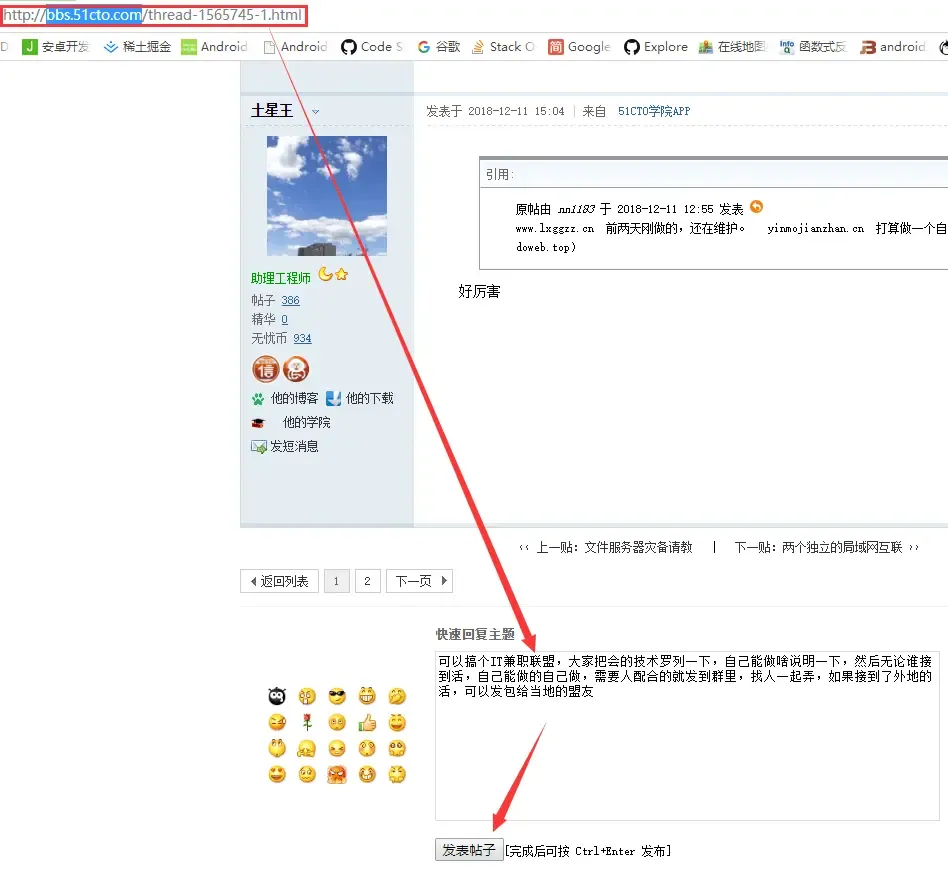 http://bbs.51cto.com/thread-1565745-1.html
D 安卓开发 稀土掘金 Android Android Code S 谷歌 Stack O Google Explore 在线地图 函数式反 android
土星王
发表于 2018-12-11 15:04 | 来自 51CTO学院APP
引用:
原帖由 nn1183 于 2018-12-11 12:55 发表
www.lxggzz.cn 前两天刚做的，还在维护。 yinmojianzhan.cn 打算做一个自
doweb.top)
好厉害
助理工程师
帖子 386
精华 0
无忧币 934
信
他的博客 他的下载
他的学院
发短消息
‹‹ 上一贴：文件服务器灾备请教 | 下一贴：两个独立的局域网互联 ››
返回列表 1 2 下一页
快速回复主题
可以搞个IT兼职联盟，大家把会的技术罗列一下，自己能做啥说明一下，然后无论谁接
到活，自己能做的自己做，需要人配合的就发到群里，找人一起弄，如果接到了外地的
活，可以发包给当地的盟友
发表帖子 [完成后可按 Ctrl+Enter 发布]